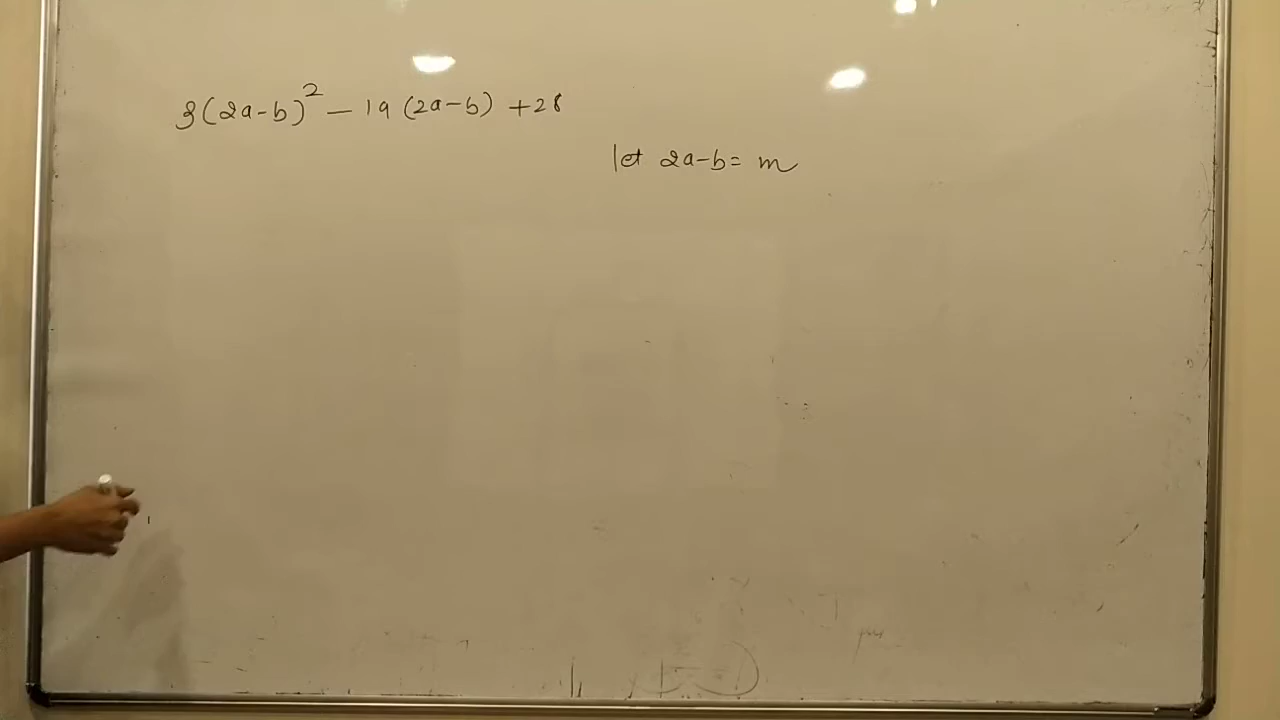 3(2a-b)² - 19 (2a-b) +28
let 2a-b= m